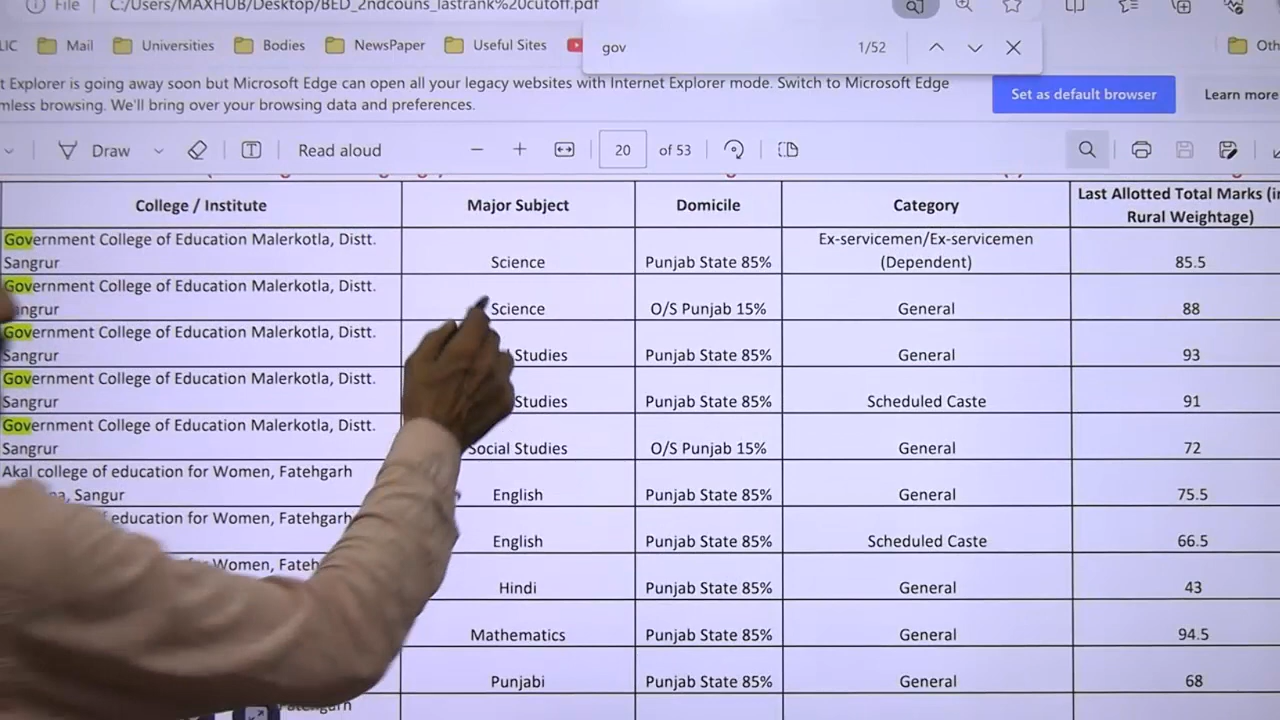 File | C:/Users/MAXHUB/Desktop/BED_2ndcouns_lastrank%20cutoff.pdf
LIC Mail Universities Bodies NewsPaper Useful Sites gov 1/52 Oth
t Explorer is going away soon but Microsoft Edge can open all your legacy websites with Internet Explorer mode. Switch to Microsoft Edge
mless browsing. We'll bring over your browsing data and preferences. Set as default browser Learn more
Draw T Read aloud 20 of 53
College / Institute Major Subject Domicile Category Last Allotted Total Marks (in
Rural Weightage)
Government College of Education Malerkotla, Distt.
Sangrur Science Punjab State 85% Ex-servicemen/Ex-servicemen
(Dependent) 85.5
Government College of Education Malerkotla, Distt.
angrur Science O/S Punjab 15% General 88
Government College of Education Malerkotla, Distt.
Sangrur Studies Punjab State 85% General 93
Government College of Education Malerkotla, Distt.
Sangrur Studies Punjab State 85% Scheduled Caste 91
Government College of Education Malerkotla, Distt.
Sangrur Social Studies O/S Punjab 15% General 72
Akal college of education for Women, Fatehgarh
a, Sangur English Punjab State 85% General 75.5
education for Women, Fatehgarh
English Punjab State 85% Scheduled Caste 66.5
Women, Fateh
Hindi Punjab State 85% General 43
Mathematics Punjab State 85% General 94.5
Punjabi Punjab State 85% General 68